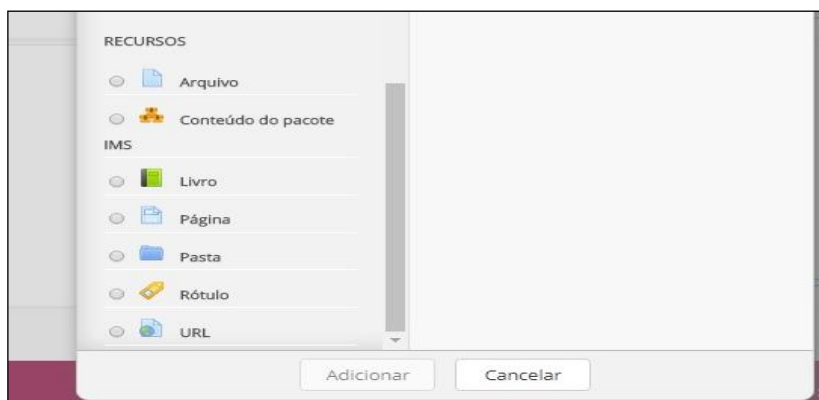 RECURSOS
Arquivo
Conteúdo do pacote
IMS
Livro
Página
Pasta
Rótulo
URL
Adicionar
Cancelar